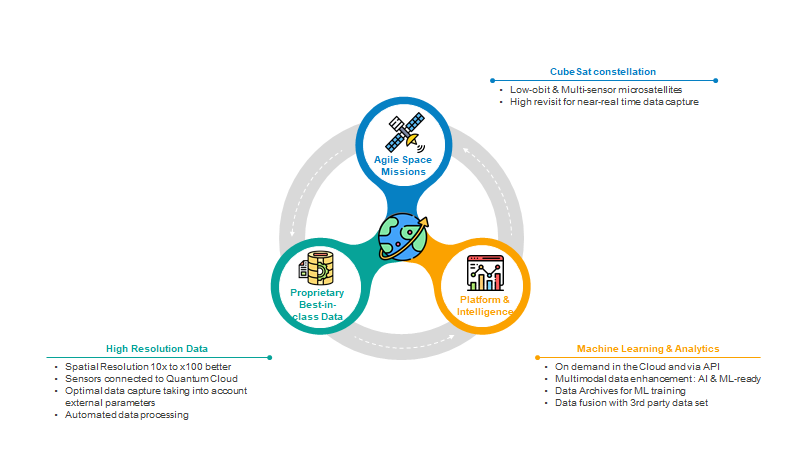 CubeSat constellation
• Low-obit & Multi-sensor microsatellites
• High revisit for near-real time data capture
Agile Space
Missions
Proprietary
Best-in-
class Data
Platform &
Intelligence
High Resolution Data
• Spatial Resolution 10x to x100 better
• Sensors connected to Quantum Cloud
• Optimal data capture taking into account
external parameters
• Automated data processing
Machine Learning & Analytics
• On demand in the Cloud and via API
• Multimodal data enhancement: AI & ML-ready
• Data Archives for ML training
• Data fusion with 3rd party data set